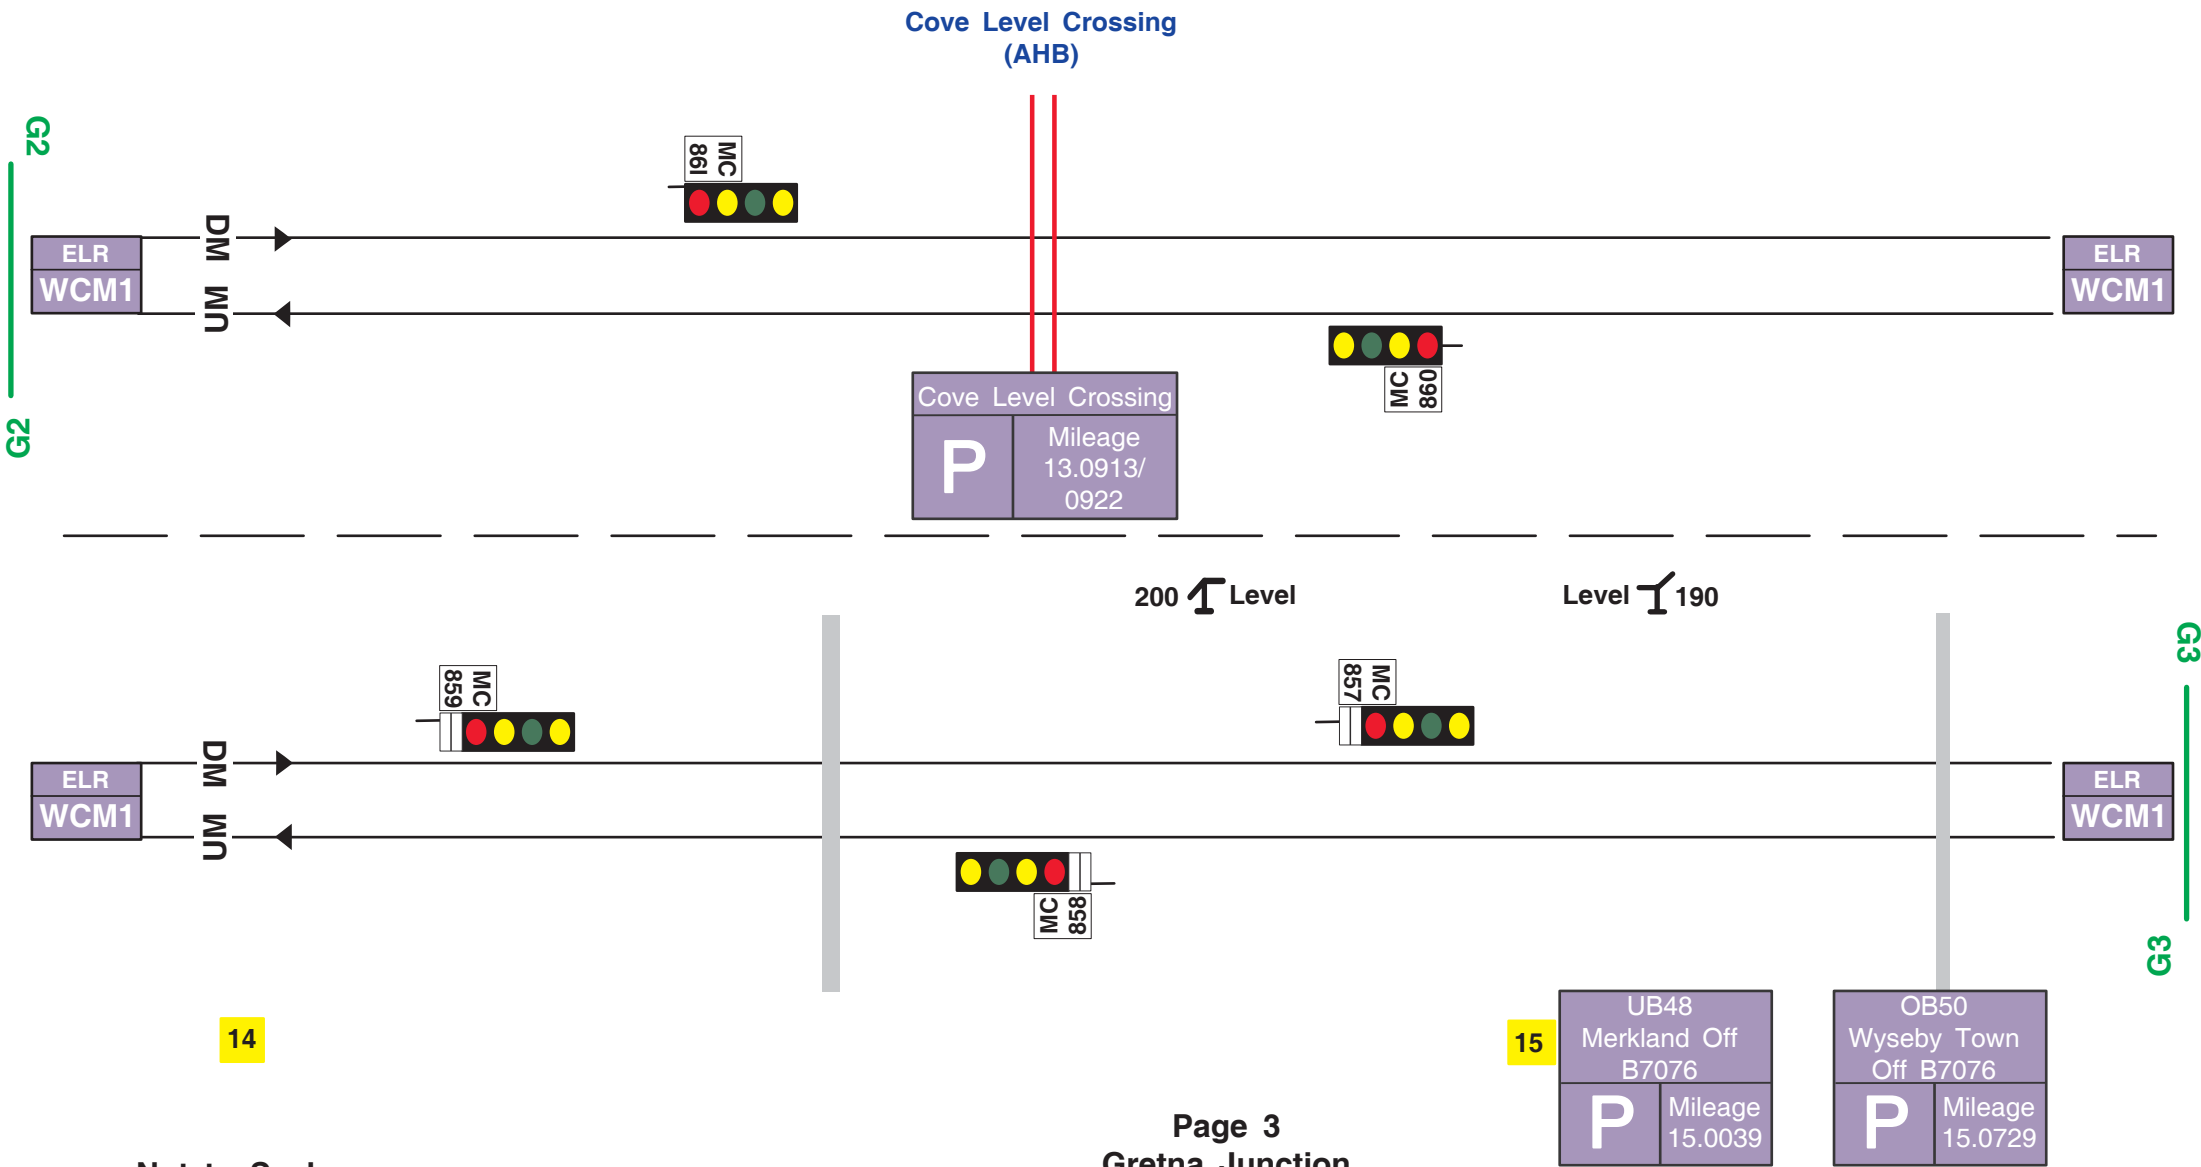 Cove Level Crossing
(AHB)
G2
MC
861
DM
ELR
WCM1
ELR
WCM1
UM
MC
860
Cove Level Crossing
P
Mileage
13.0913/
0922
G2
200 Level
Level 190
G3
MC
859
MC
857
DM
ELR
WCM1
ELR
WCM1
UM
MC
858
G3
14
15
UB48
Merkland Off
B7076
P
Mileage
15.0039
OB50
Wyseby Town
Off B7076
P
Mileage
15.0729
Page 3
Gretna Junction